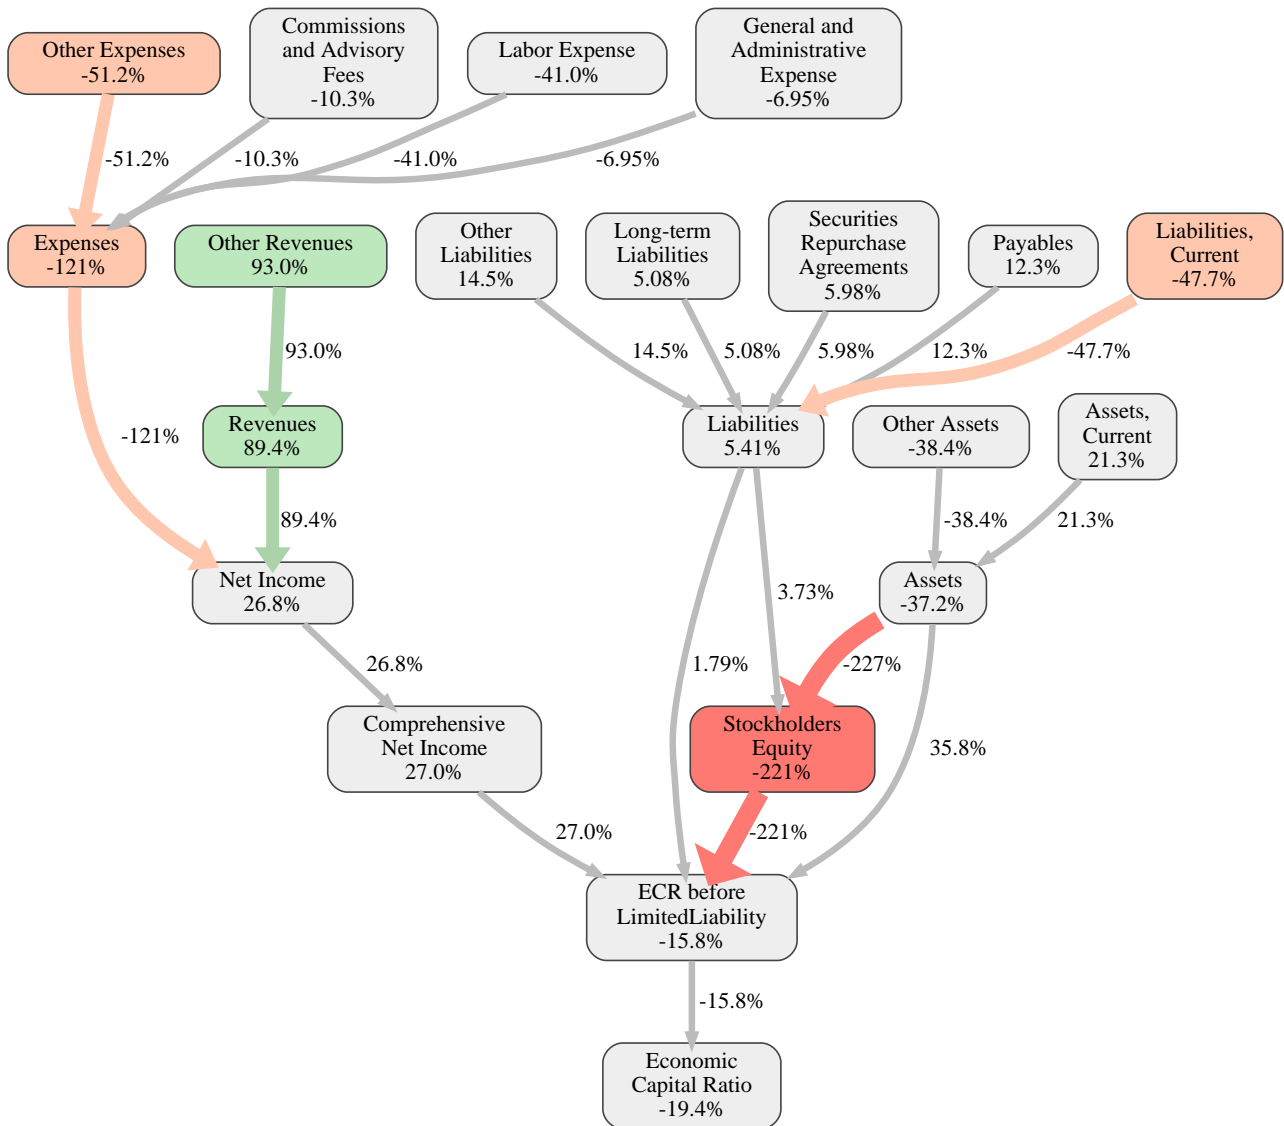 Other Expenses
-51.2%
Commissions
and Advisory
Fees
-10.3%
Labor Expense
-41.0%
General and
Administrative
Expense
-6.95%
-51.2%
-10.3%
-41.0%
-6.95%
Expenses
-121%
Other Revenues
93.0%
Other
Liabilities
14.5%
Long-term
Liabilities
5.08%
Securities
Repurchase
Agreements
5.98%
Payables
12.3%
Liabilities,
Current
-47.7%
93.0%
14.5%
5.08%
5.98%
12.3%
-47.7%
-121%
Revenues
89.4%
Liabilities
5.41%
Other Assets
-38.4%
Assets,
Current
21.3%
89.4%
-38.4%
21.3%
Net Income
26.8%
Assets
-37.2%
3.73%
26.8%
1.79%
-227%
Comprehensive
Net Income
27.0%
Stockholders
Equity
-221%
35.8%
27.0%
-221%
ECR before
LimitedLiability
-15.8%
-15.8%
Economic
Capital Ratio
-19.4%